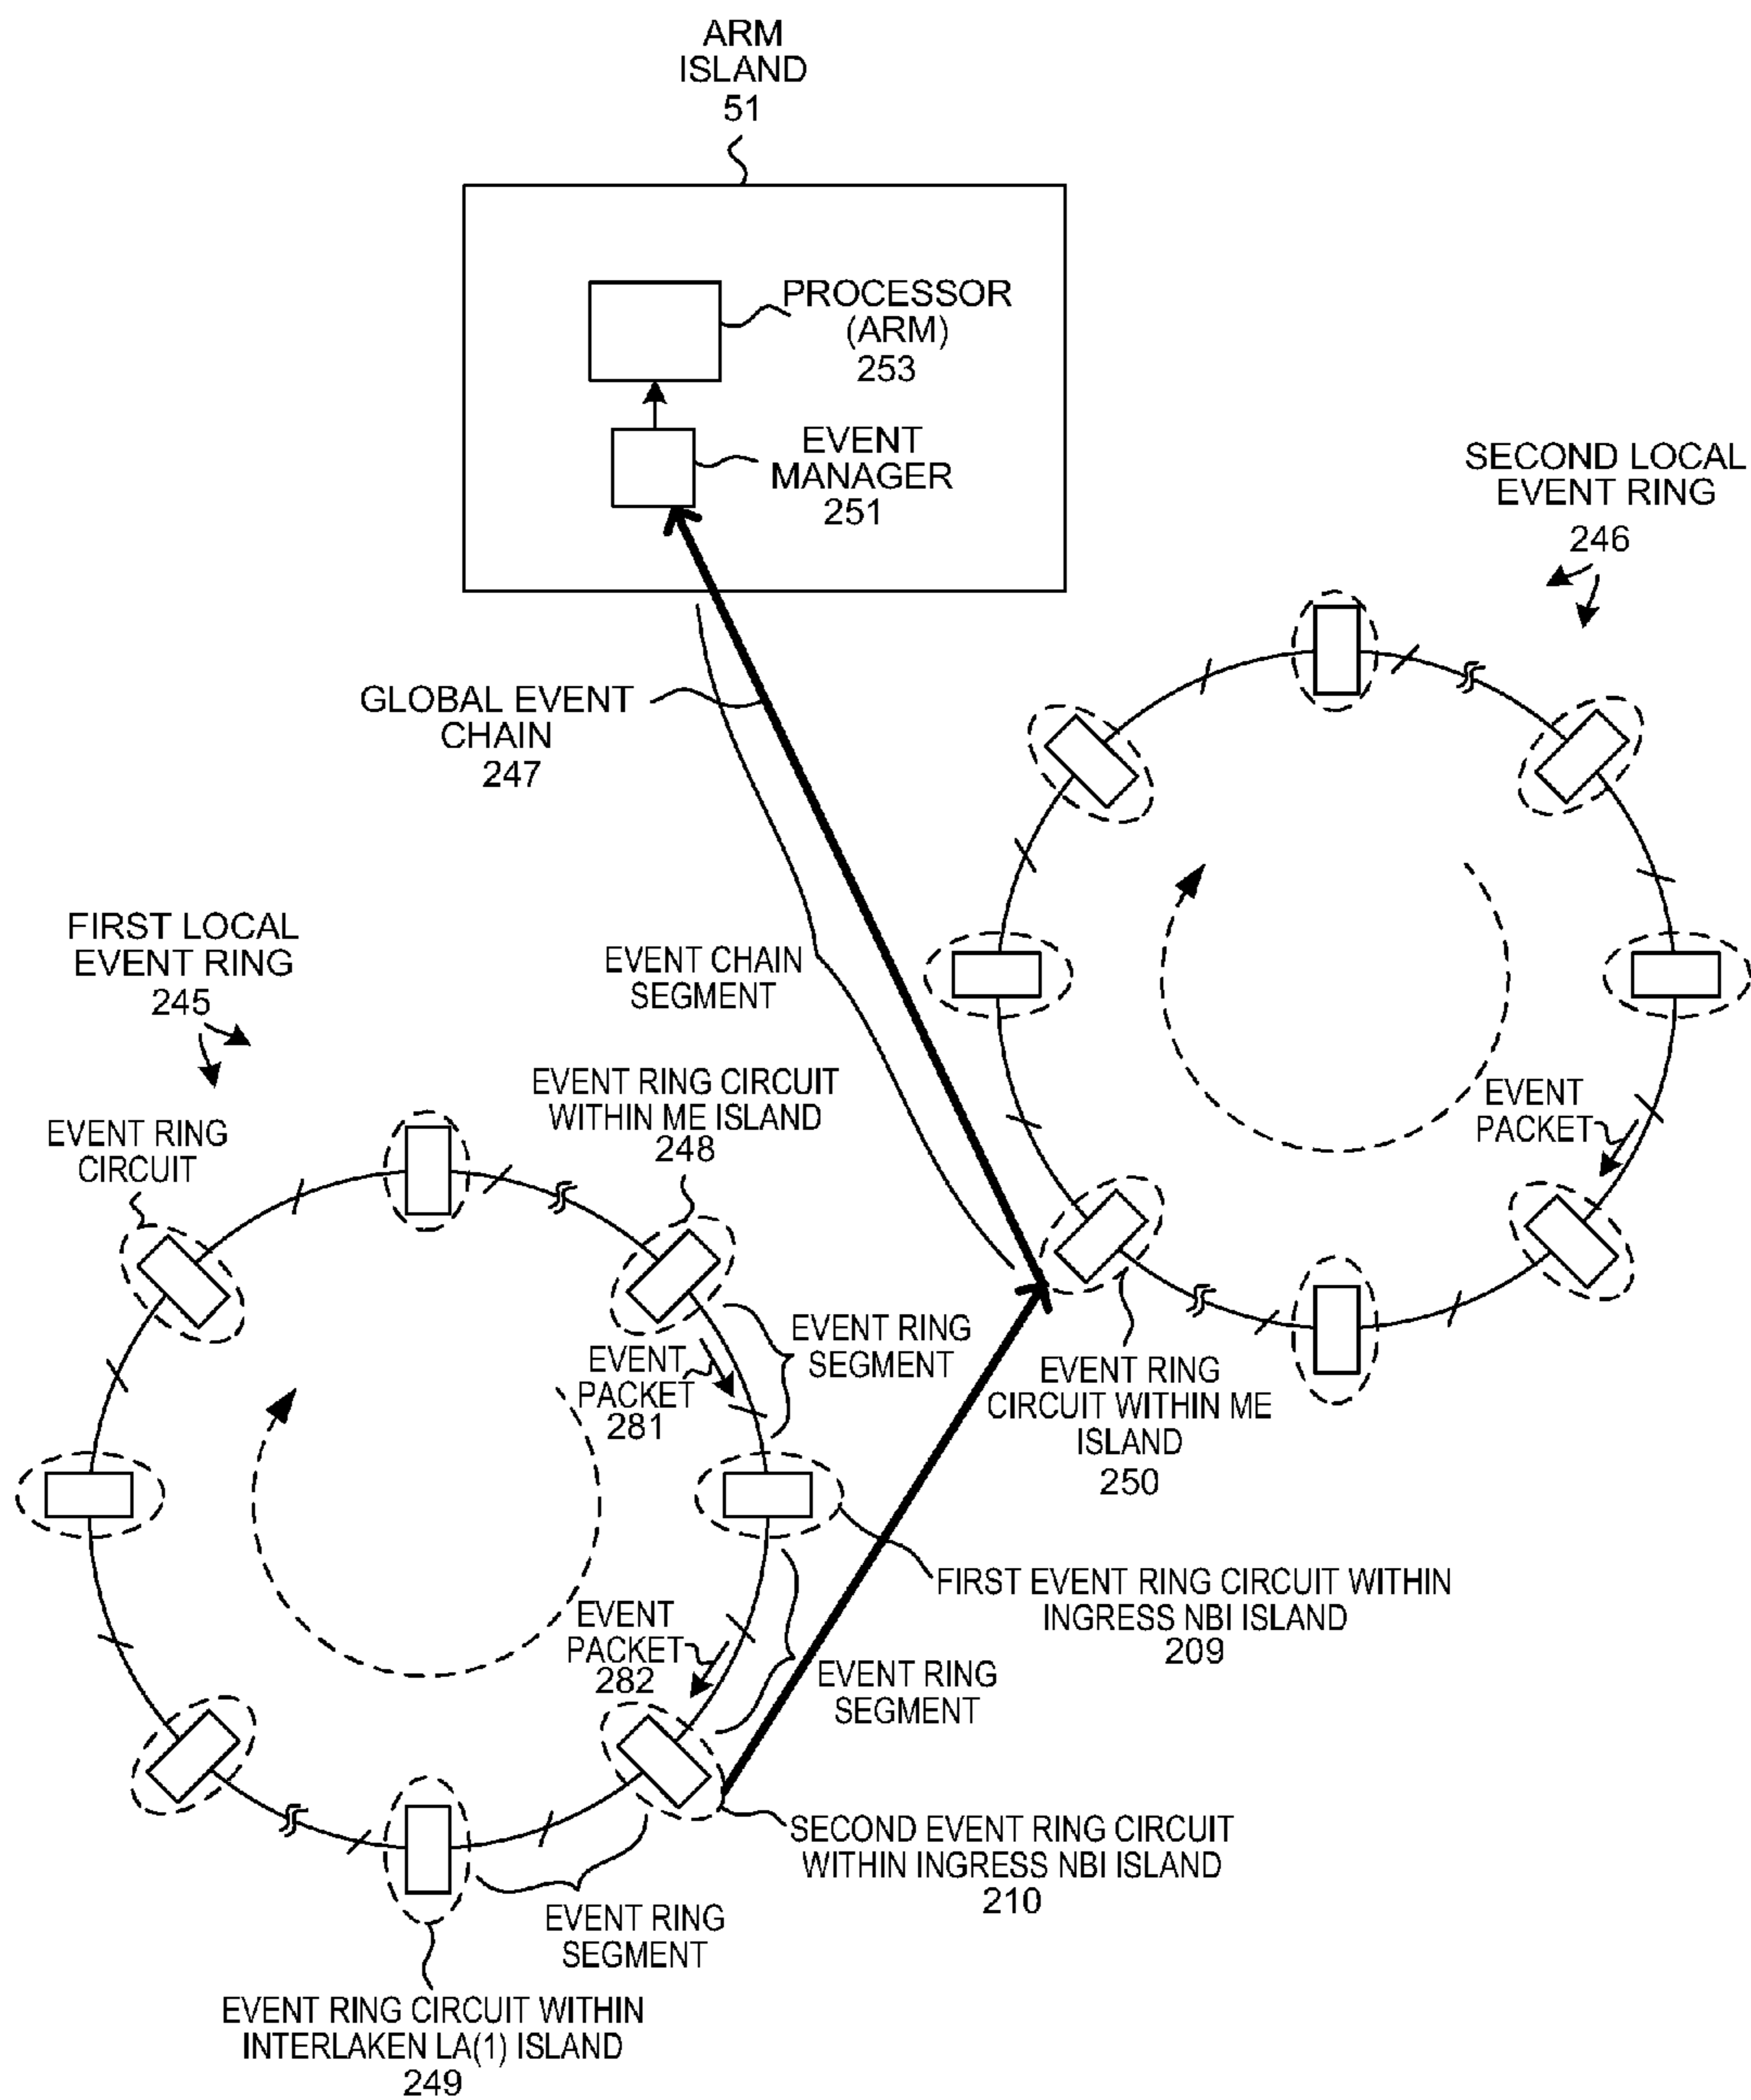 ARM
ISLAND
51
PROCESSOR
(ARM)
253
EVENT
MANAGER
251
SECOND LOCAL
EVENT RING
246
GLOBAL EVENT
CHAIN
247
FIRST LOCAL
EVENT RING
245
EVENT CHAIN
SEGMENT
EVENT RING CIRCUIT
WITHIN ME ISLAND
248
EVENT
PACKET
EVENT RING
CIRCUIT
EVENT RING
SEGMENT
EVENT
PACKET
281
EVENT RING
CIRCUIT WITHIN ME
ISLAND
250
FIRST EVENT RING CIRCUIT WITHIN
INGRESS NBI ISLAND
209
EVENT
PACKET
282
EVENT RING
SEGMENT
SECOND EVENT RING CIRCUIT
WITHIN INGRESS NBI ISLAND
210
EVENT RING
SEGMENT
EVENT RING CIRCUIT WITHIN
INTERLAKEN LA(1) ISLAND
249